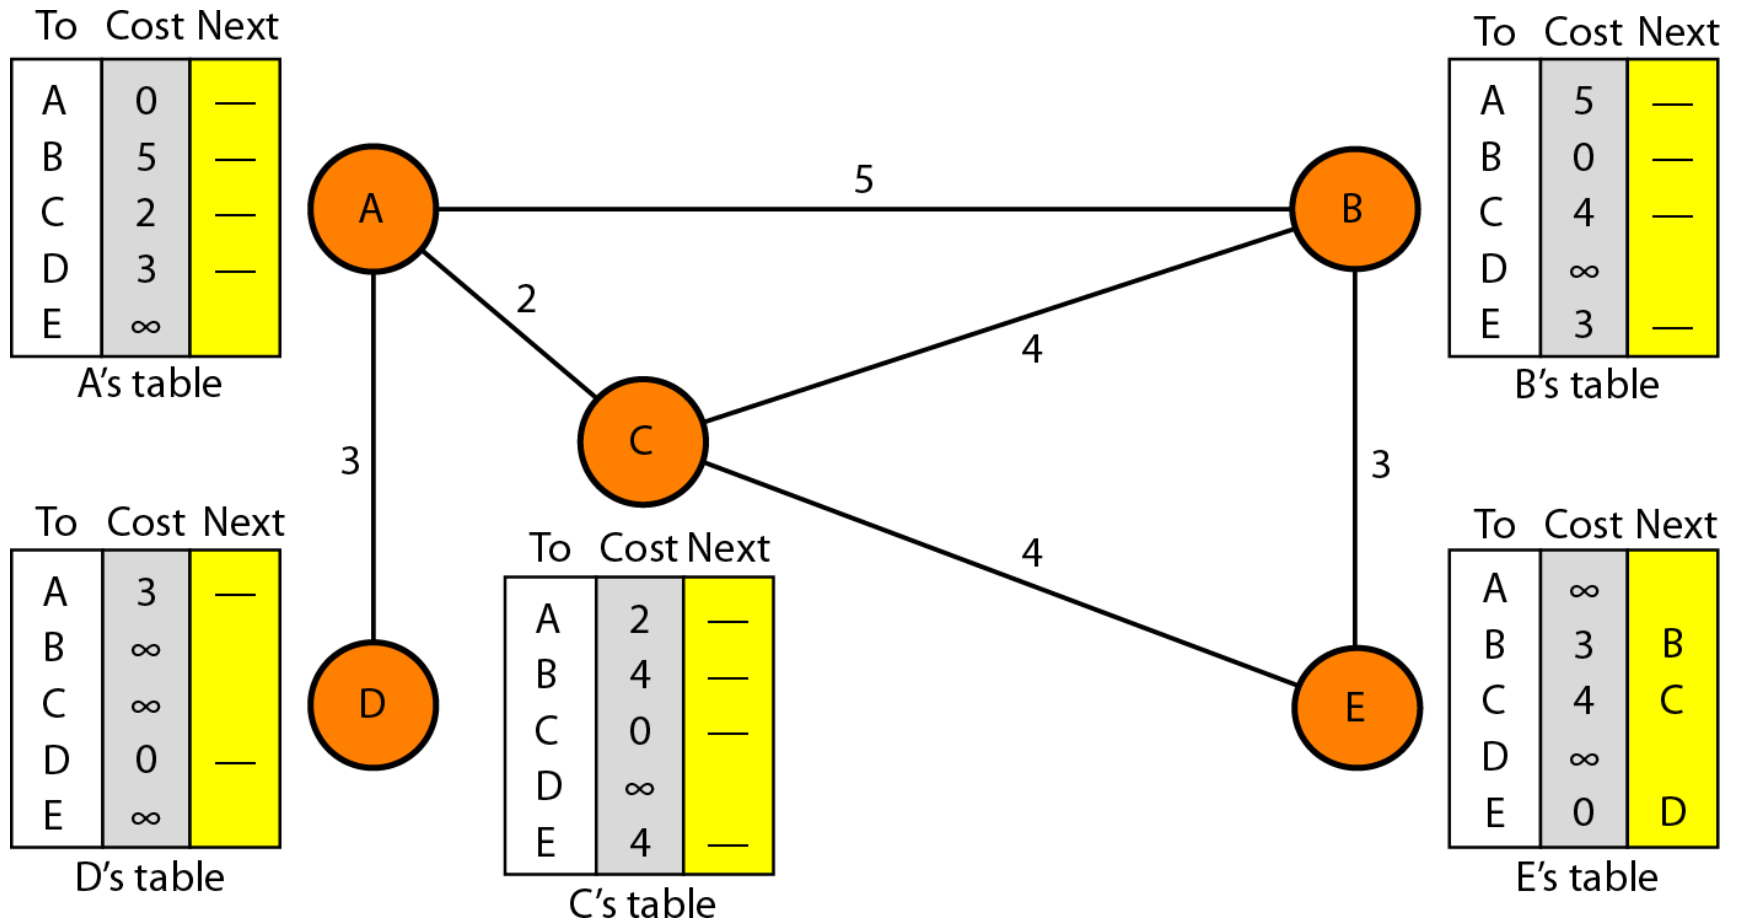 To Cost Next
A 0 —
B 5 —
C 2 —
D 3 —
E ∞
A's table
To Cost Next
A 5 —
B 0 —
C 4 —
D ∞
E 3 —
B's table
A
5
B
2
4
C
3
3
4
D
E
To Cost Next
A 3 —
B ∞
C ∞
D 0 —
E ∞
D's table
To Cost Next
A 2 —
B 4 —
C 0 —
D ∞
E 4 —
C's table
To Cost Next
A ∞
B 3 B
C 4 C
D ∞
E 0 D
E's table